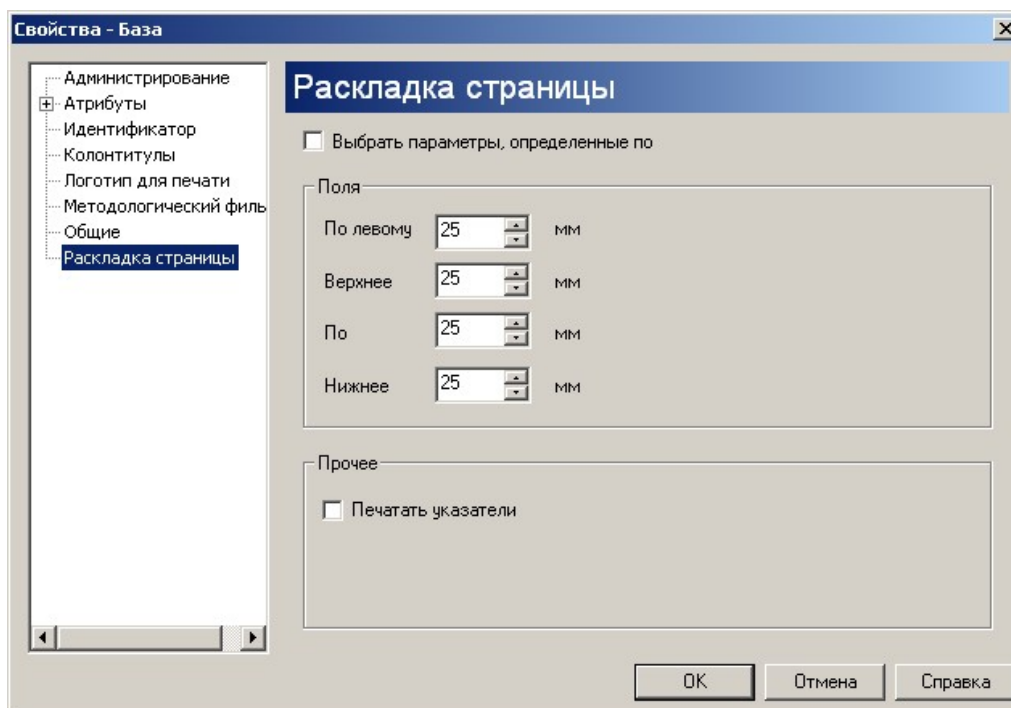 Свойства - База
Администрирование
Атрибуты
Идентификатор
Колонтитулы
Логотип для печати
Методологический филь
Общие
Раскладка страницы
Раскладка страницы
Выбрать параметры, определенные по
Поля
По левому 25 мм
Верхнее 25 мм
По 25 мм
Нижнее 25 мм
Прочее
Печатать указатели
OK Отмена Справка